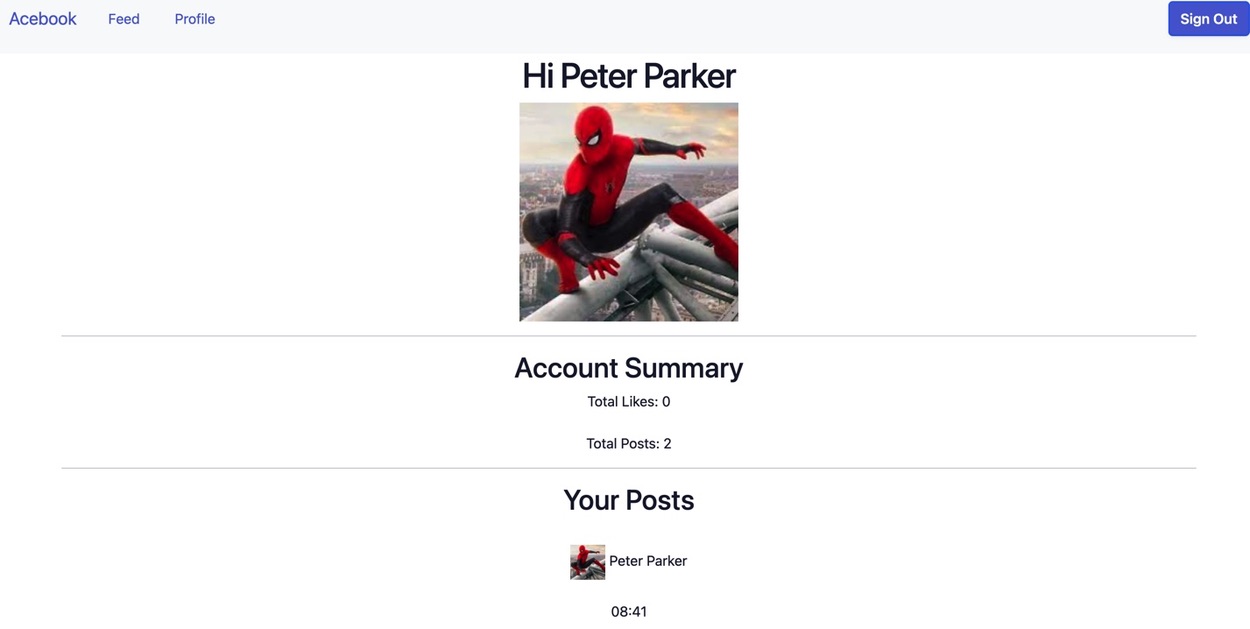 Acebook Feed Profile Sign Out
Hi Peter Parker
Account Summary
Total Likes: 0
Total Posts: 2
Your Posts
Peter Parker
08:41